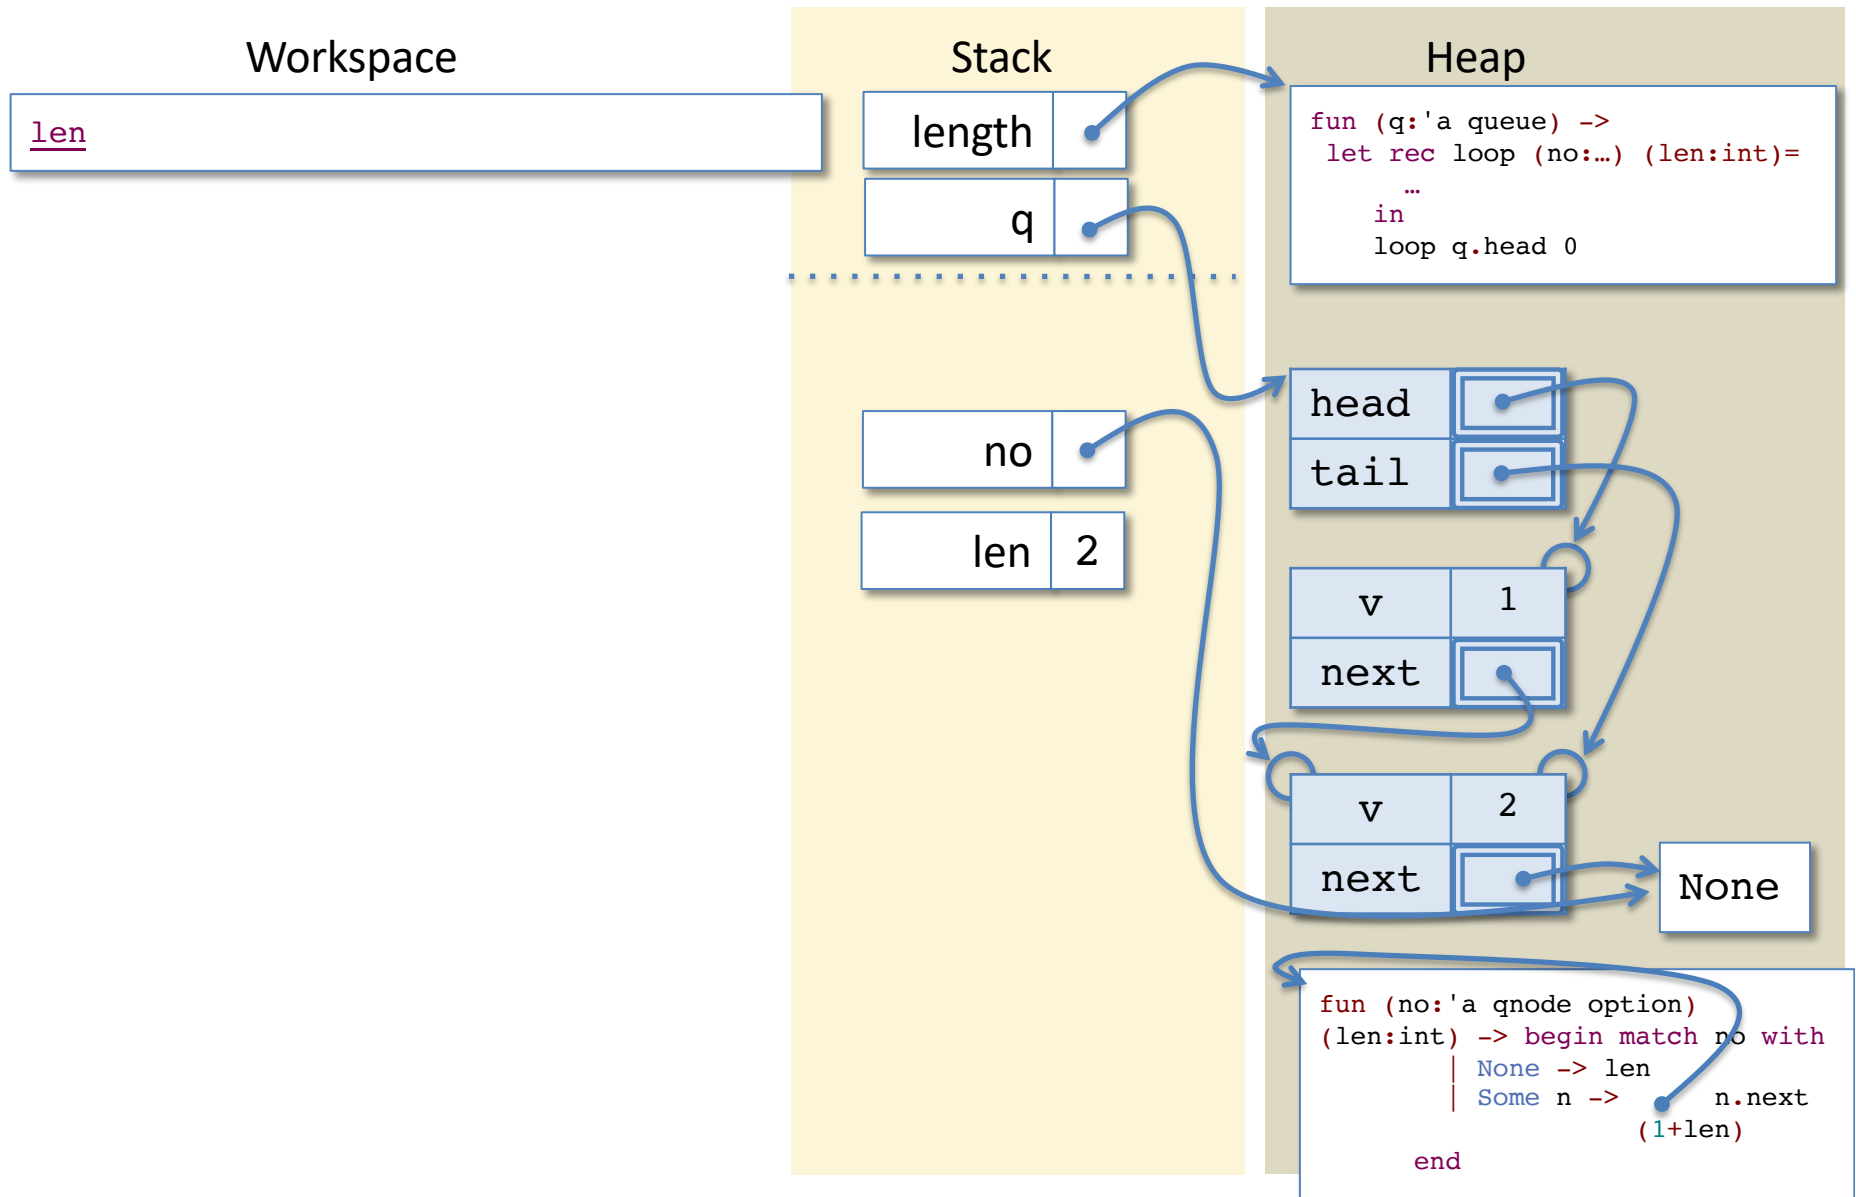 Workspace
Stack
Heap
len
length
q
no
len 2
fun (q:'a queue) ->
let rec loop (no:…) (len:int)=
…
in
loop q.head 0
head
tail
v 1
next
v 2
next
None
fun (no:'a qnode option)
(len:int) -> begin match no with
| None -> len
| Some n -> n.next
(1+len)
end